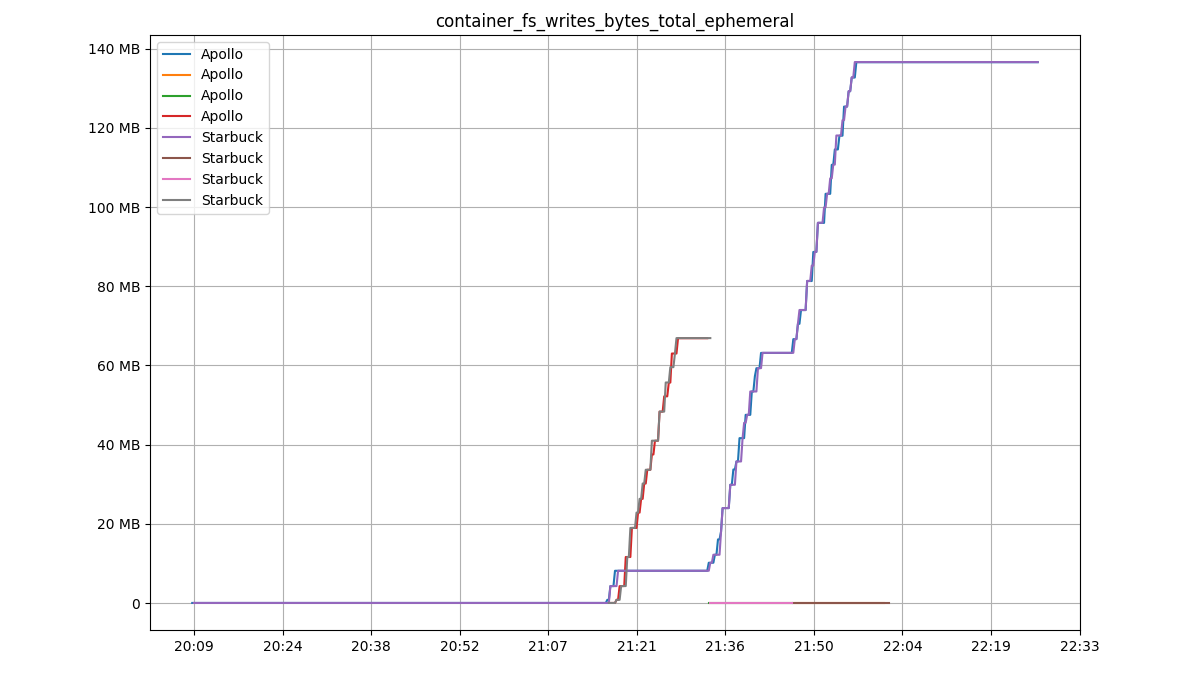 container_fs_writes_bytes_total_ephemeral
140 MB
120 MB
100 MB
80 MB
60 MB
40 MB
20 MB
0
Apollo
Apollo
Apollo
Apollo
Starbuck
Starbuck
Starbuck
Starbuck
20:09 20:24 20:38 20:52 21:07 21:21 21:36 21:50 22:04 22:19 22:33